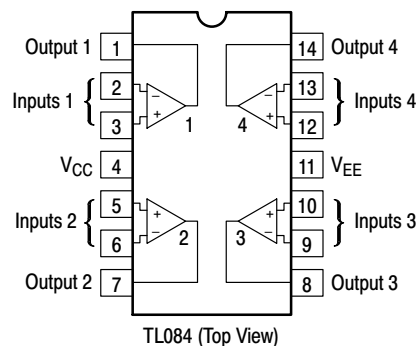 Output 1 1 14 Output 4
Inputs 1 2 − − 13 Inputs 4
3 + 1 4 + 12
VCC 4 11 VEE
Inputs 2 5 + + 10 Inputs 3
6 − 2 3 − 9
Output 2 7 8 Output 3
TL084 (Top View)